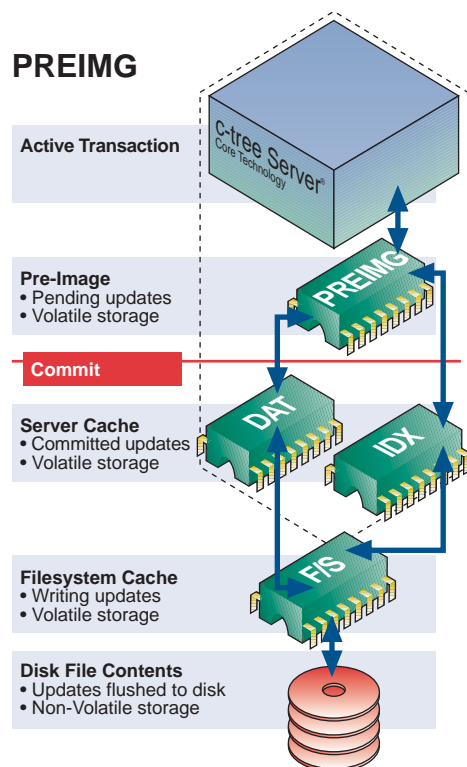 PREIMG
Active Transaction
c-tree Server®
Core Technology
Pre-Image
• Pending updates
• Volatile storage
PREIMG
Commit
Server Cache
• Committed updates
• Volatile storage
DAT
IDX
Filesystem Cache
• Writing updates
• Volatile storage
F/S
Disk File Contents
• Updates flushed to disk
• Non-Volatile storage